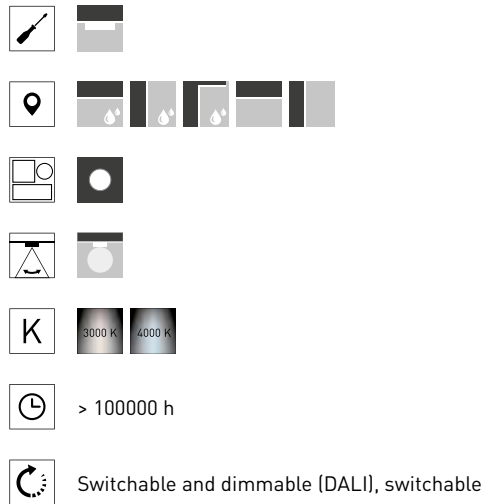 K 3000 K 4000 K
> 100000 h
Switchable and dimmable (DALI), switchable